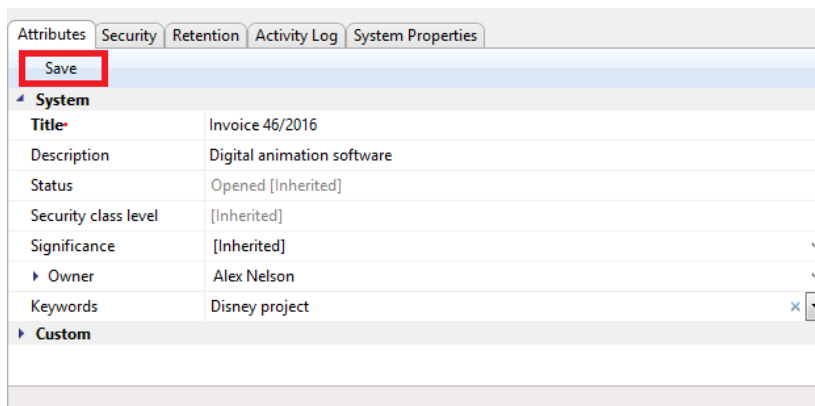 Attributes Security Retention Activity Log System Properties
Save
System
Title• Invoice 46/2016
Description Digital animation software
Status Opened [Inherited]
Security class level [Inherited]
Significance [Inherited]
Owner Alex Nelson
Keywords Disney project
Custom